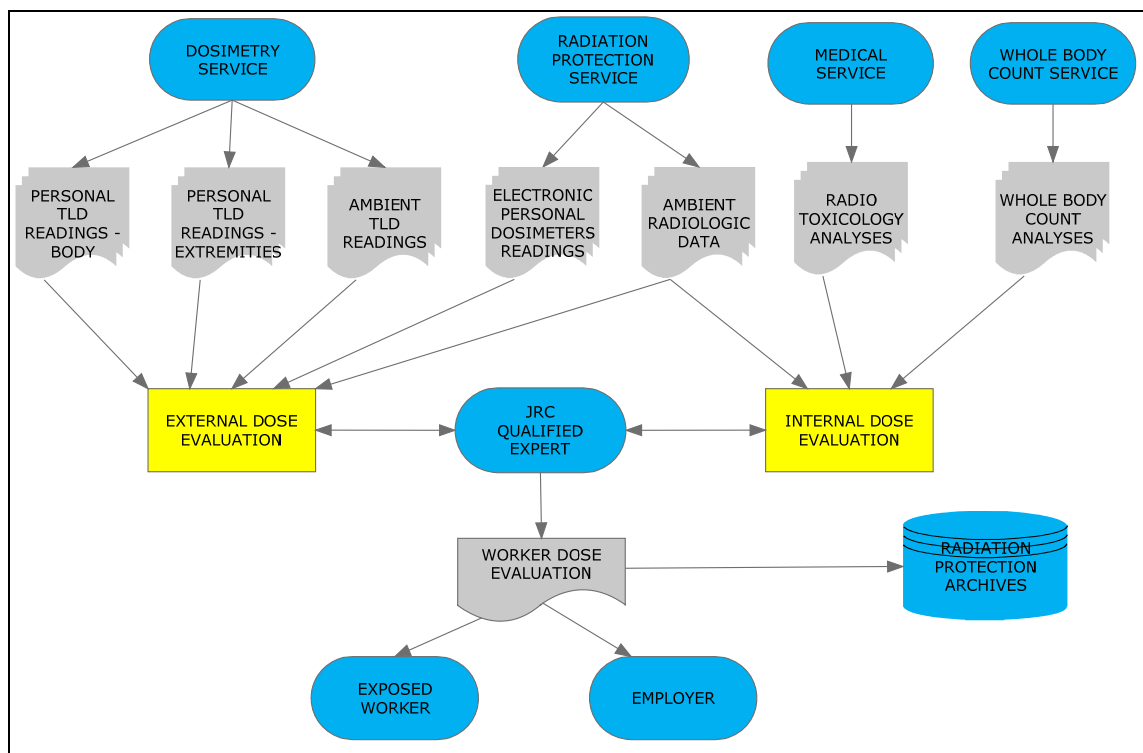 DOSIMETRY
SERVICE
RADIATION
PROTECTION
SERVICE
MEDICAL
SERVICE
WHOLE BODY
COUNT SERVICE
PERSONAL
TLD
READINGS -
BODY
PERSONAL
TLD
READINGS -
EXTREMITIES
AMBIENT
TLD
READINGS
ELECTRONIC
PERSONAL
DOSIMETERS
READINGS
AMBIENT
RADIOLOGIC
DATA
RADIO
TOXICOLOGY
ANALYSES
WHOLE BODY
COUNT
ANALYSES
EXTERNAL DOSE
EVALUATION
JRC
QUALIFIED
EXPERT
INTERNAL DOSE
EVALUATION
WORKER DOSE
EVALUATION
RADIATION
PROTECTION
ARCHIVES
EXPOSED
WORKER
EMPLOYER